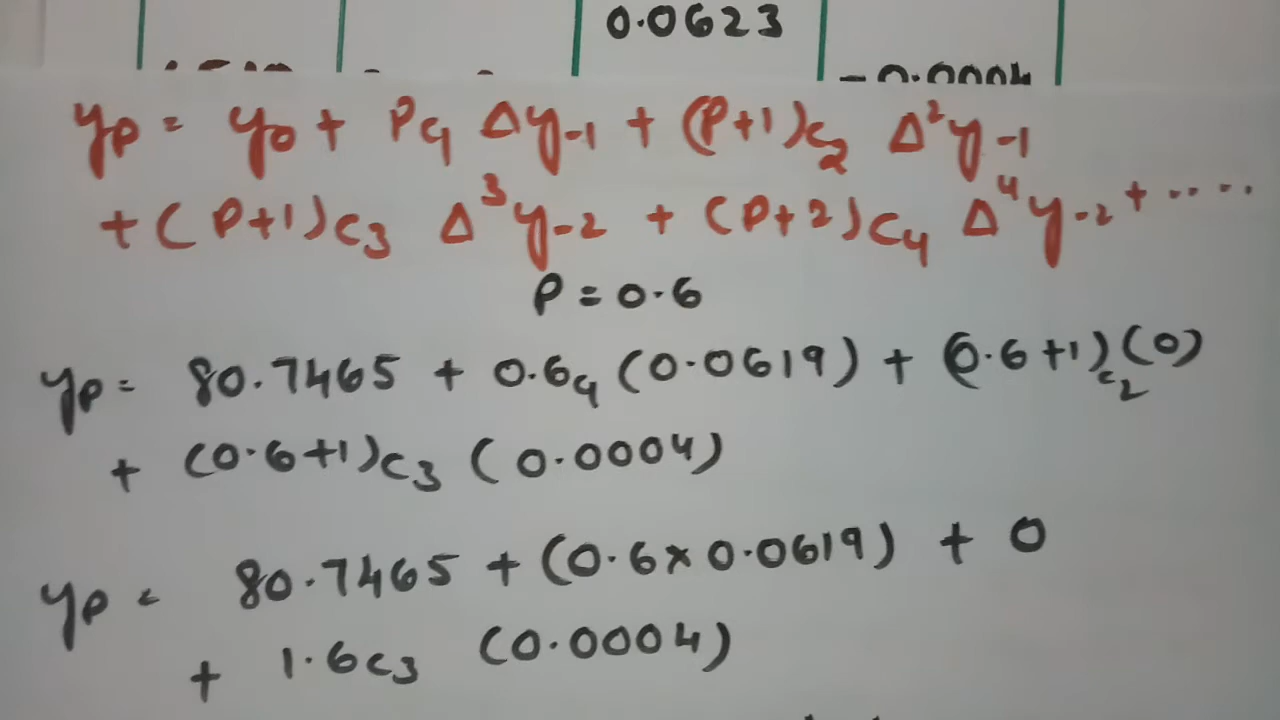 0.0623
-0.0004
yp = y0 + Pc1 Δy-1 + (P+1)c2 Δ²y-1
+ (P+1)c3 Δ³y-2 + (P+2)c4 Δ⁴y-2 + ....
P = 0.6
yp = 80.7465 + 0.6c1 (0.0619) + (0.6+1)c2 (0)
+ (0.6+1)c3 (0.0004)
yp = 80.7465 + (0.6×0.0619) + 0
+ 1.6c3 (0.0004)